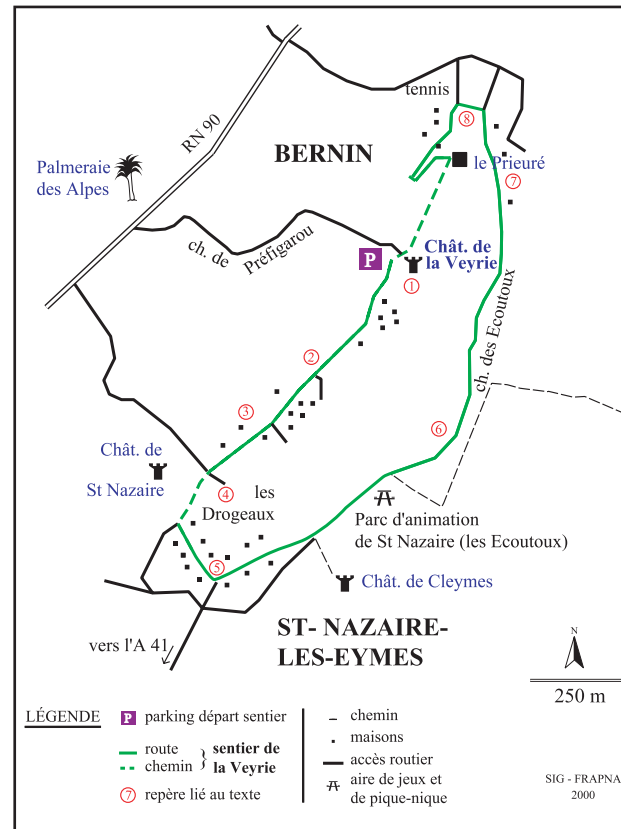 tennis
8
RN 90
BERNIN
le Prieuré
Palmeraie
des Alpes
7
ch. de
Préfigarou
P
Chât. de
la Veyrie
1
ch. des Ecoutoux
2
3
6
Chât. de
St Nazaire
4
les
Drogeaux
Parc d'animation
de St Nazaire (les Ecoutoux)
5
Chât. de Cleymes
ST- NAZAIRE-
LES-EYMES
vers l'A 41
N
250 m
LÉGENDE
P parking départ sentier
route
chemin
} sentier de
la Veyrie
7 repère lié au texte
chemin
maisons
accès routier
aire de jeux et
de pique-nique
SIG - FRAPNA
2000